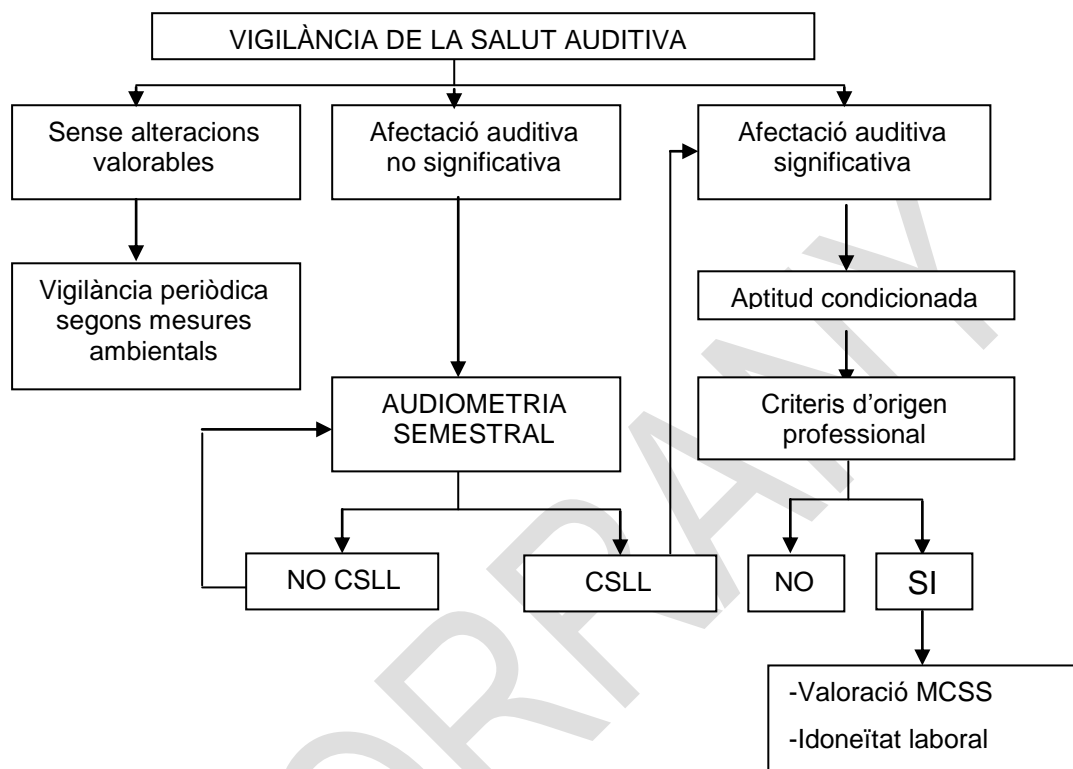 VIGILÀNCIA DE LA SALUT AUDITIVA
Sense alteracions
valorables
Afectació auditiva
no significativa
Afectació auditiva
significativa
Vigilància periòdica
segons mesures
ambientals
Aptitud condicionada
AUDIOMETRIA
SEMESTRAL
Criteris d’origen
professional
NO CSLL
CSLL
NO
SI
-Valoració MCSS
-Idoneïtat laboral